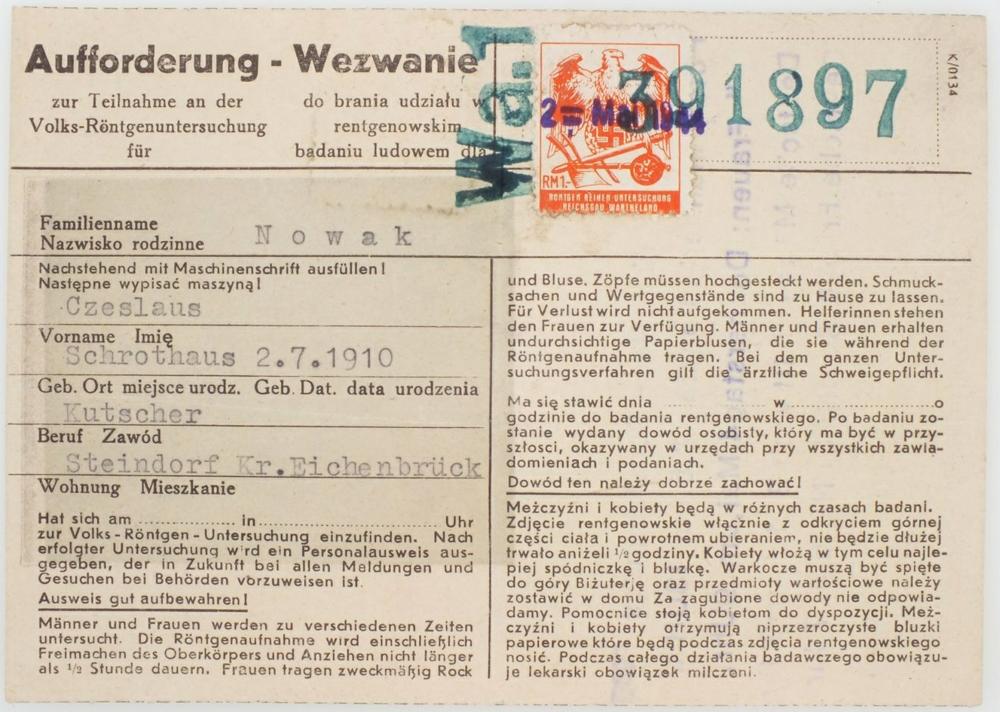 Aufforderung - Wezwanie
zur Teilnahme an der
Volks-Röntgenuntersuchung
für
do brania udziału w
rentgenowskim
badaniu ludowem dla
Wa.1
2 - Mai 1944
RM1.-
RÖNTGEN REIHEN UNTERSUCHUNG
REICHSGAU WARTHELAND
391897
K/0134
Familienname
Nazwisko rodzinne
Nowak
Nachstehend mit Maschinenschrift ausfüllen!
Następne wypisać maszyną!
Czeslaus
Vorname Imię
Schrothaus 2.7.1910
Geb. Ort miejsce urodz. Geb. Dat. data urodzenia
Kutscher
Beruf Zawód
Steindorf Kr.Eichenbrück
Wohnung Mieszkanie
Hat sich am ................ in .............................. Uhr
zur Volks-Röntgen-Untersuchung einzufinden. Nach
erfolgter Untersuchung wird ein Personalausweis aus-
gegeben, der in Zukunft bei allen Meldungen und
Gesuchen bei Behörden vorzuweisen ist.
Ausweis gut aufbewahren!
Männer und Frauen werden zu verschiedenen Zeiten
untersucht. Die Röntgenaufnahme wird einschließlich
Freimachen des Oberkörpers und Anziehen nicht länger
als 1/2 Stunde dauern. Frauen tragen zweckmäßig Rock
und Bluse. Zöpfe müssen hochgesteckt werden. Schmuck-
sachen und Wertgegenstände sind zu Hause zu lassen.
Für Verlust wird nicht aufgekommen. Helferinnen stehen
den Frauen zur Verfügung. Männer und Frauen erhalten
undurchsichtige Papierblusen, die sie während der
Röntgenaufnahme tragen. Bei dem ganzen Unter-
suchungsverfahren gilt die ärztliche Schweigepflicht.
Ma się stawić dnia ................ w ........................o
godzinie do badania rentgenowskiego. Po badaniu zo-
stanie wydany dowód osobisty, który ma być w przy-
szłosci, okazywany w urzędach przy wszystkich zawia-
domieniach i podaniach.
Dowód ten należy dobrze zachować!
Meżczyźni i kobiety będą w różnych czasach badani.
Zdjęcie rentgenowskie włącznie z odkryciem górnej
części ciała i powrotnem ubieraniem, nie będzie dłużej
trwało aniżeli 1/2 godziny. Kobiety włożą w tym celu najle-
piej spódniczkę i bluzkę. Warkocze muszą być spięte
do góry Biżuterję oraz przedmioty wartościowe należy
zostawić w domu Za zagubione dowody nie odpowia-
damy. Pomocnice stoją kobietom do dyspozycji. Meż-
czyźni i kobiety otrzymują niprzezroczyste bluzki
papierowe które będą podczas zdjęcia rentgenowskiego
nosić. Podczas całego działania badawczego obowiązu-
je lekarski obowiązek milczeni.